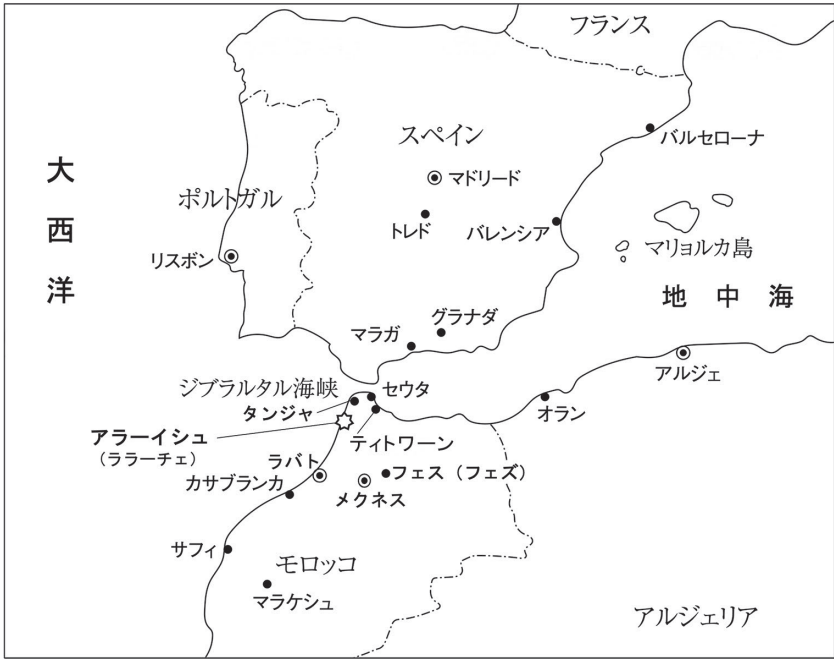 フランス
スペイン
バルセローナ
マドリード
大西洋
ポルトガル
トレド
バレンシア
マリョルカ島
リスボン
地中海
グラナダ
マラガ
アルジェ
ジブラルタル海峡
セウタ
タンジャ
オラン
アラーイシュ
(ララーチェ)
ティトワーン
ラバト
フェス(フェズ)
カサブランカ
メクネス
サフィ
モロッコ
マラケシュ
アルジェリア